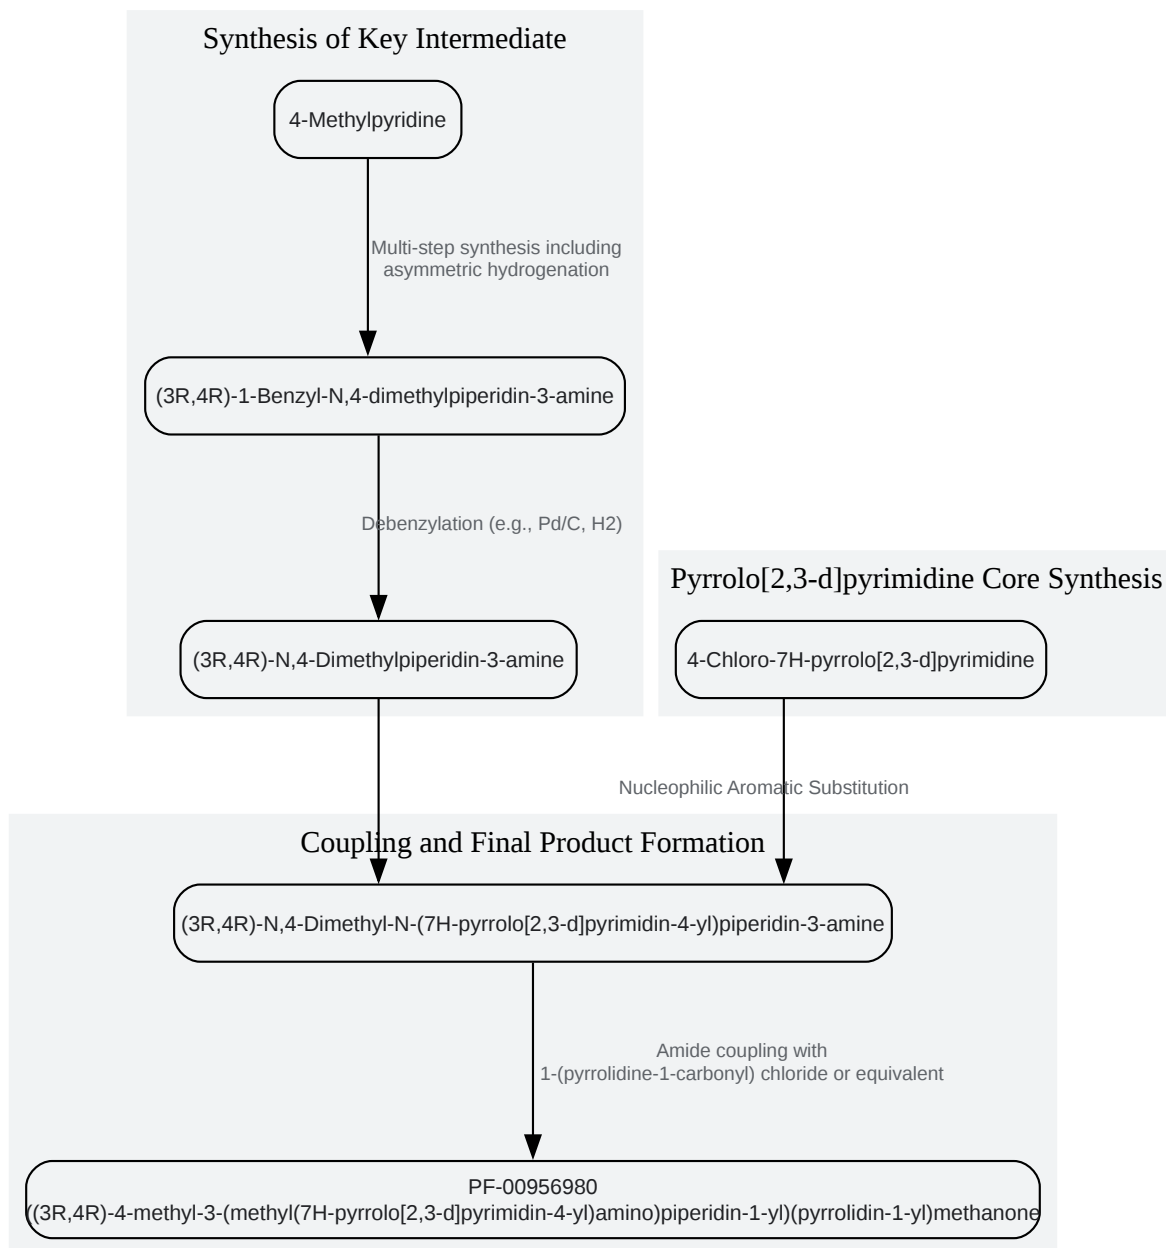 Synthesis of Key Intermediate
4-Methylpyridine
Multi-step synthesis including
asymmetric hydrogenation
(3R,4R)-1-Benzyl-N,4-dimethylpiperidin-3-amine
Debenzylation (e.g., Pd/C, H2)
Pyrrolo[2,3-d]pyrimidine Core Synthesis
(3R,4R)-N,4-Dimethylpiperidin-3-amine
4-Chloro-7H-pyrrolo[2,3-d]pyrimidine
Nucleophilic Aromatic Substitution
Coupling and Final Product Formation
(3R,4R)-N,4-Dimethyl-N-(7H-pyrrolo[2,3-d]pyrimidin-4-yl)piperidin-3-amine
Amide coupling with
1-(pyrrolidine-1-carbonyl) chloride or equivalent
PF-00956980
((3R,4R)-4-methyl-3-(methyl(7H-pyrrolo[2,3-d]pyrimidin-4-yl)amino)piperidin-1-yl)(pyrrolidin-1-yl)methanone